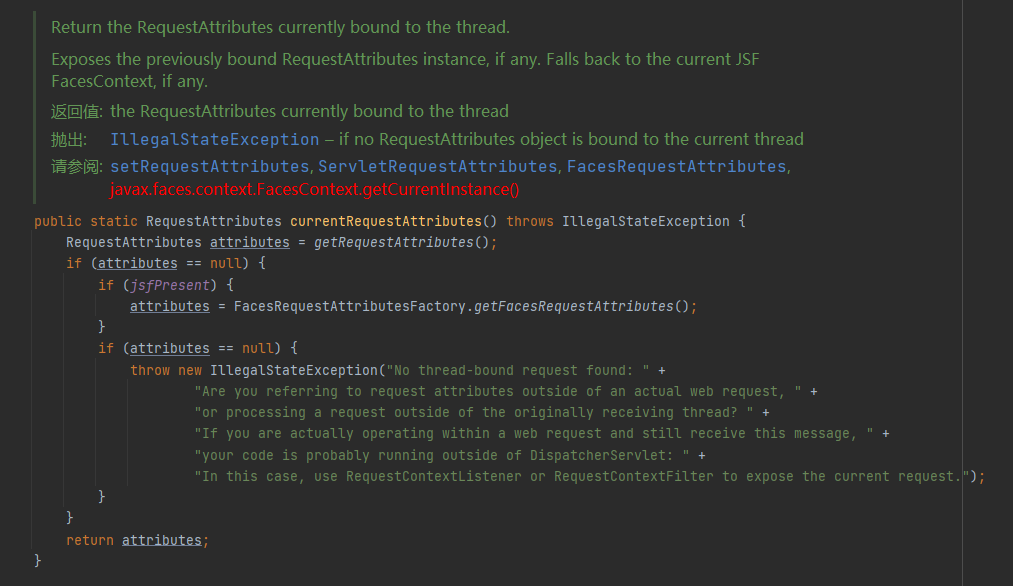 Return the RequestAttributes currently bound to the thread.
Exposes the previously bound RequestAttributes instance, if any. Falls back to the current JSF
FacesContext, if any.
返回值: the RequestAttributes currently bound to the thread
抛出: IllegalStateException – if no RequestAttributes object is bound to the current thread
请参阅: setRequestAttributes, ServletRequestAttributes, FacesRequestAttributes,
javax.faces.context.FacesContext.getCurrentInstance()
public static RequestAttributes currentRequestAttributes() throws IllegalStateException {
    RequestAttributes attributes = getRequestAttributes();
    if (attributes == null) {
        if (jsfPresent) {
            attributes = FacesRequestAttributesFactory.getFacesRequestAttributes();
        }
        if (attributes == null) {
            throw new IllegalStateException("No thread-bound request found: " +
                    "Are you referring to request attributes outside of an actual web request, " +
                    "or processing a request outside of the originally receiving thread? " +
                    "If you are actually operating within a web request and still receive this message, " +
                    "your code is probably running outside of DispatcherServlet: " +
                    "In this case, use RequestContextListener or RequestContextFilter to expose the current request.");
        }
    }
    return attributes;
}